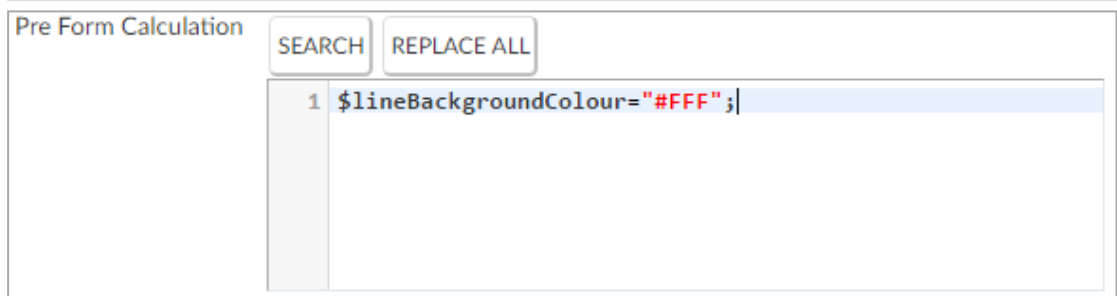 Pre Form Calculation
SEARCH REPLACE ALL
1 $lineBackgroundColour="#FFF";